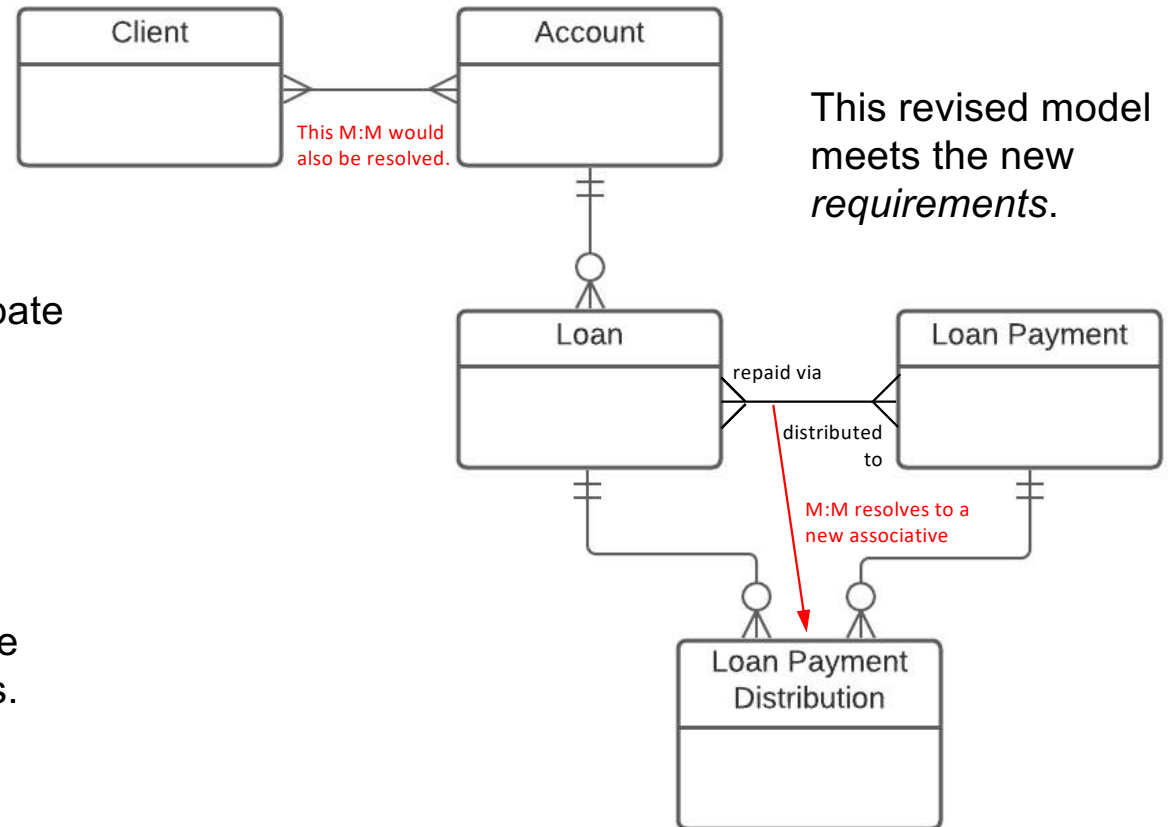 Client
Account
This M:M would
also be resolved.
This revised model
meets the new
requirements.
Loan
Loan Payment
repaid via
distributed
to
M:M resolves to a
new associative
Loan Payment
Distribution